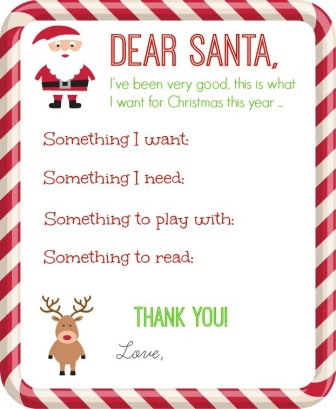 DEAR SANTA,
I've been very good, this is what
I want for Christmas this year ...
Something I want:
Something I need:
Something to play with:
Something to read:
THANK YOU!
Love,